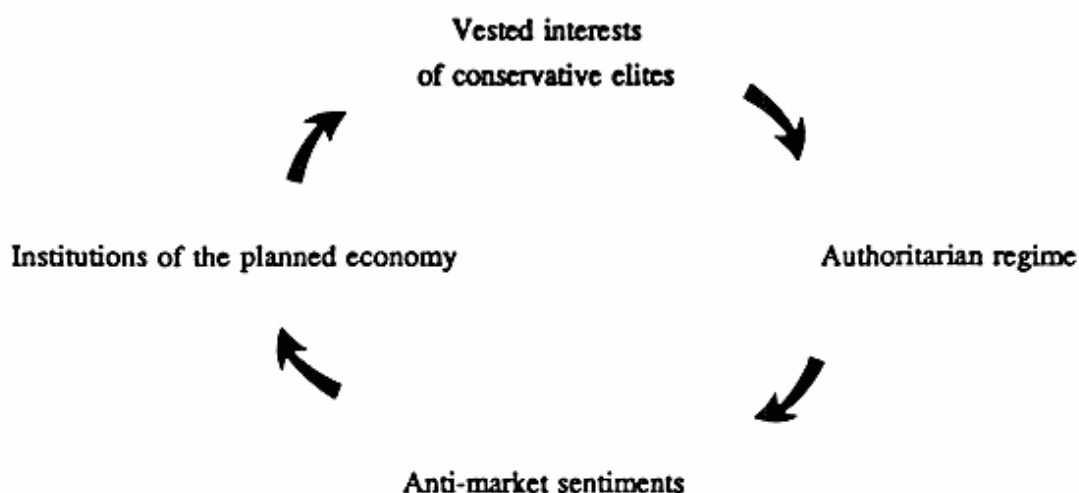 Vested interests
of conservative elites
Institutions of the planned economy
Authoritarian regime
Anti-market sentiments